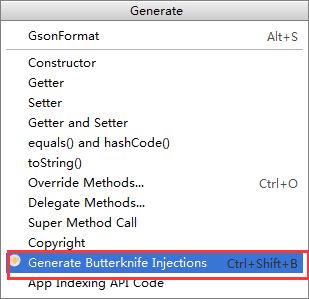 Generate
GsonFormat Alt+S
Constructor
Getter
Setter
Getter and Setter
equals() and hashCode()
toString()
Override Methods... Ctrl+O
Delegate Methods...
Super Method Call
Copyright
Generate Butterknife Injections Ctrl+Shift+B
App Indexing API Code